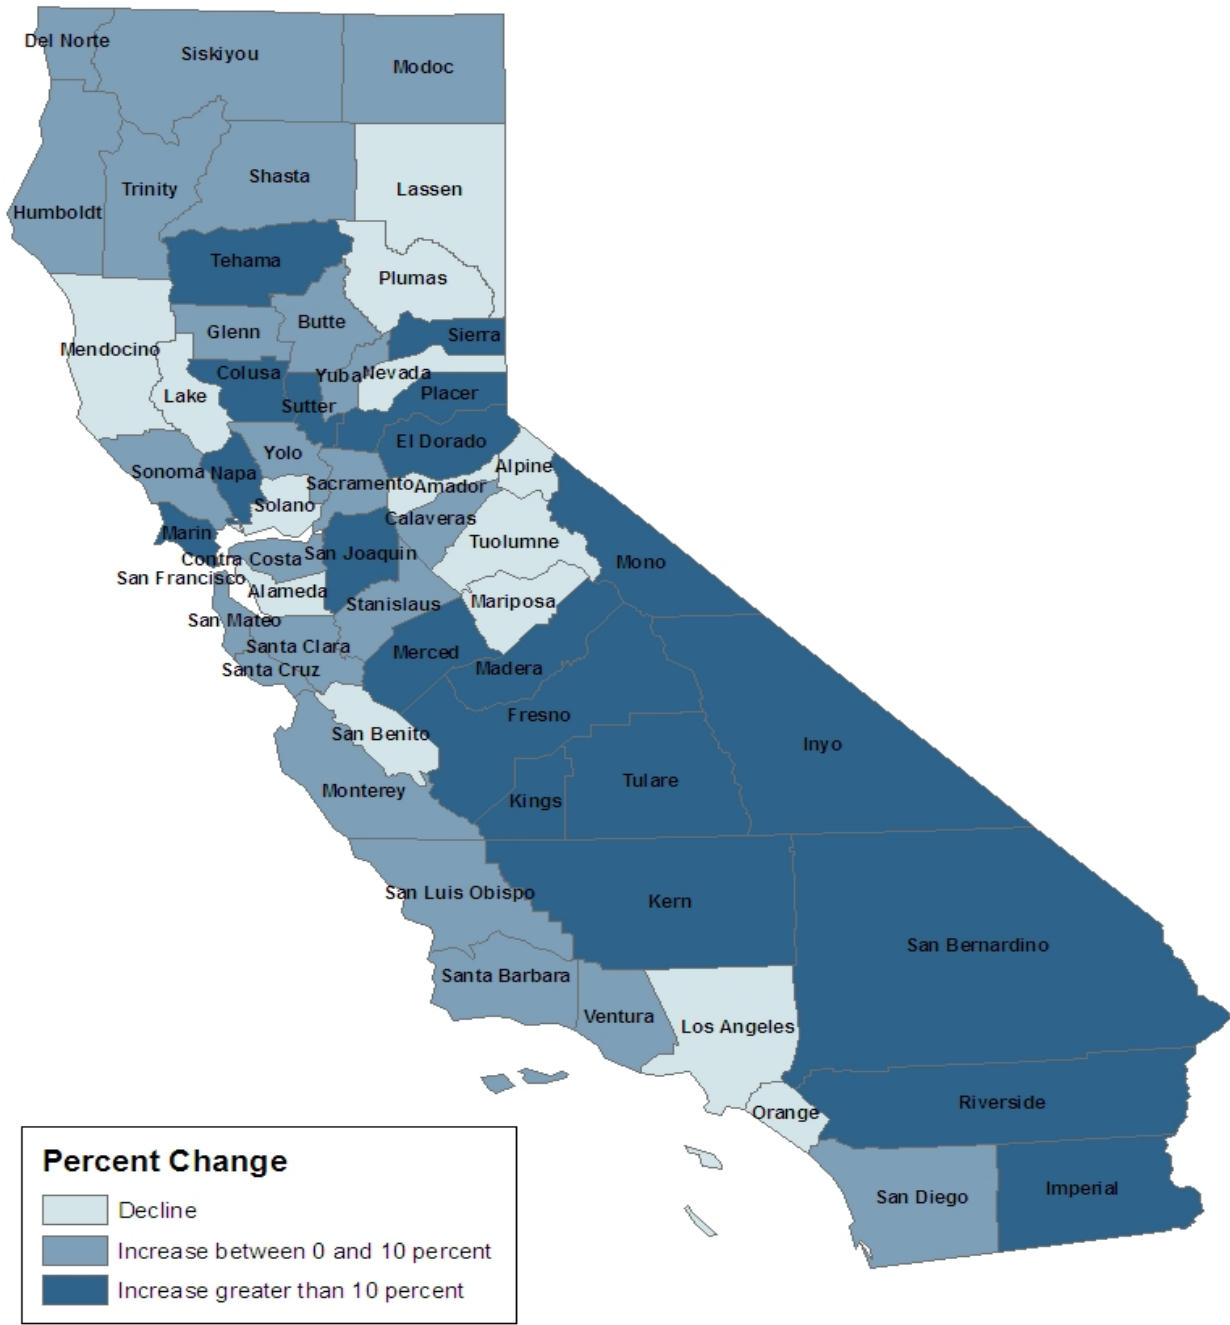 Del Norte
Siskiyou
Modoc
Shasta
Trinity
Lassen
Humboldt
Tehama
Plumas
Butte
Glenn
Sierra
Mendocino
Colusa
Yuba
Nevada
Lake
Placer
Sutter
El Dorado
Yolo
Alpine
Sonoma
Napa
Sacramento
Amador
Solano
Calaveras
Marin
Tuolumne
San Joaquin
Contra Costa
Mono
San Francisco
Alameda
Mariposa
Stanislaus
San Mateo
Santa Clara
Merced
Madera
Santa Cruz
Fresno
San Benito
Inyo
Tulare
Monterey
Kings
San Luis Obispo
Kern
San Bernardino
Santa Barbara
Ventura
Los Angeles
Riverside
Orange
Imperial
San Diego
Percent Change
Decline
Increase between 0 and 10 percent
Increase greater than 10 percent